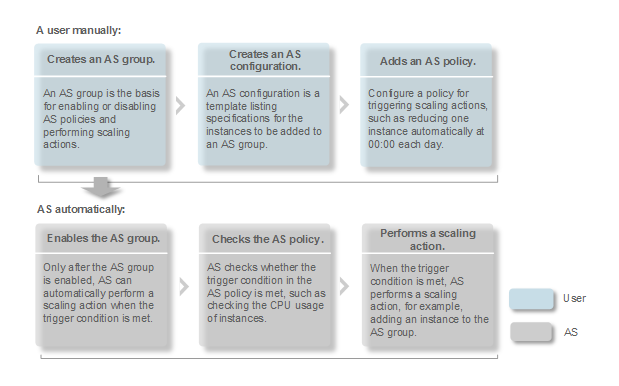 A user manually:
Creates an AS group.
An AS group is the basis
for enabling or disabling
AS policies and
performing scaling
actions.
Creates an AS
configuration.
An AS configuration is a
template listing
specifications for the
instances to be added to
an AS group.
Adds an AS policy.
Configure a policy for
triggering scaling actions,
such as reducing one
instance automatically at
00:00 each day.
AS automatically:
Enables the AS group.
Only after the AS group
is enabled, AS can
automatically perform a
scaling action when the
trigger condition is met.
Checks the AS policy.
AS checks whether the
trigger condition in the
AS policy is met, such as
checking the CPU usage
of instances.
Performs a scaling
action.
When the trigger
condition is met, AS
performs a scaling
action, for example,
adding an instance to the
AS group.
User
AS